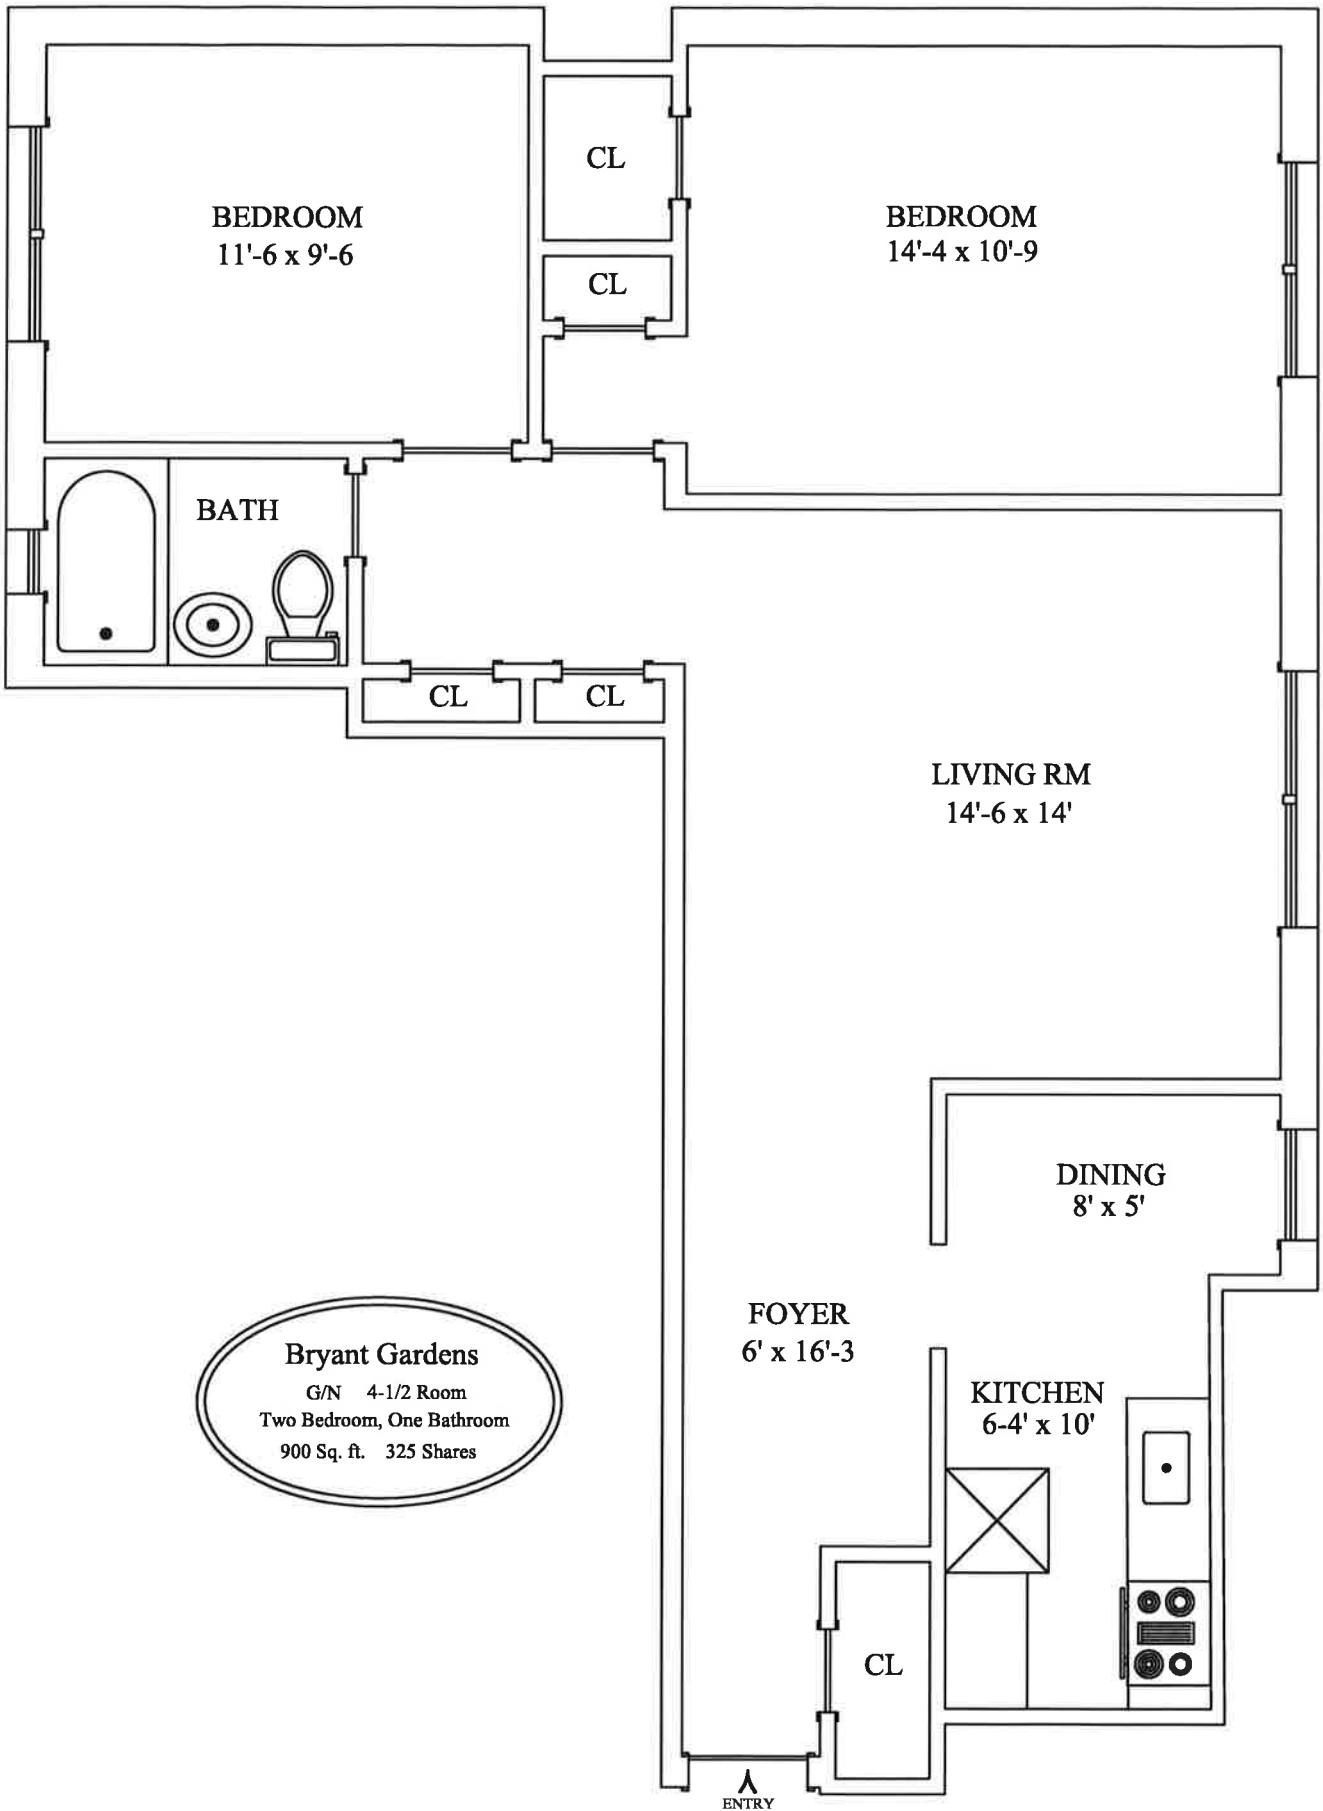 BEDROOM
11'-6 x 9'-6
CL
CL
BEDROOM
14'-4 x 10'-9
BATH
CL
CL
LIVING RM
14'-6 x 14'
DINING
8' x 5'
FOYER
6' x 16'-3
KITCHEN
6-4' x 10'
Bryant Gardens
G/N 4-1/2 Room
Two Bedroom, One Bathroom
900 Sq. ft. 325 Shares
CL
ENTRY